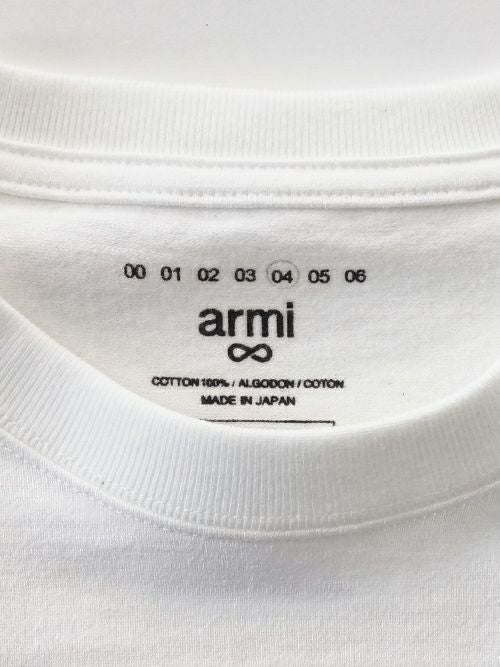 00 01 02 03 04 05 06
armi
∞
COTTON 100% / ALGODON / COTON
MADE IN JAPAN